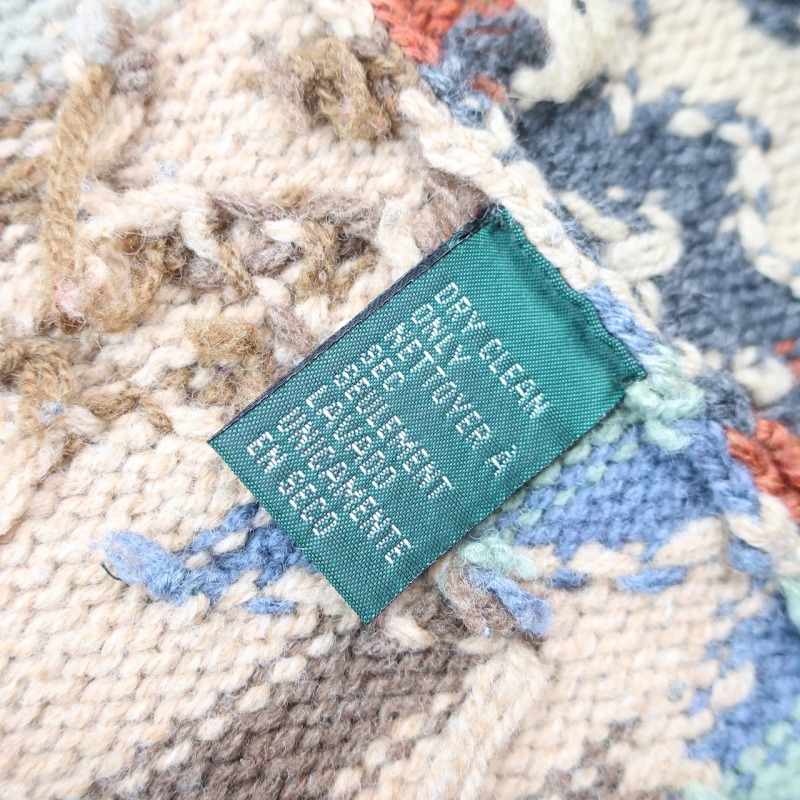 DRY CLEAN
ONLY
NETTOYER À
SEC
SEULEMENT
LAVADO
UNICAMENTE
EN SECO